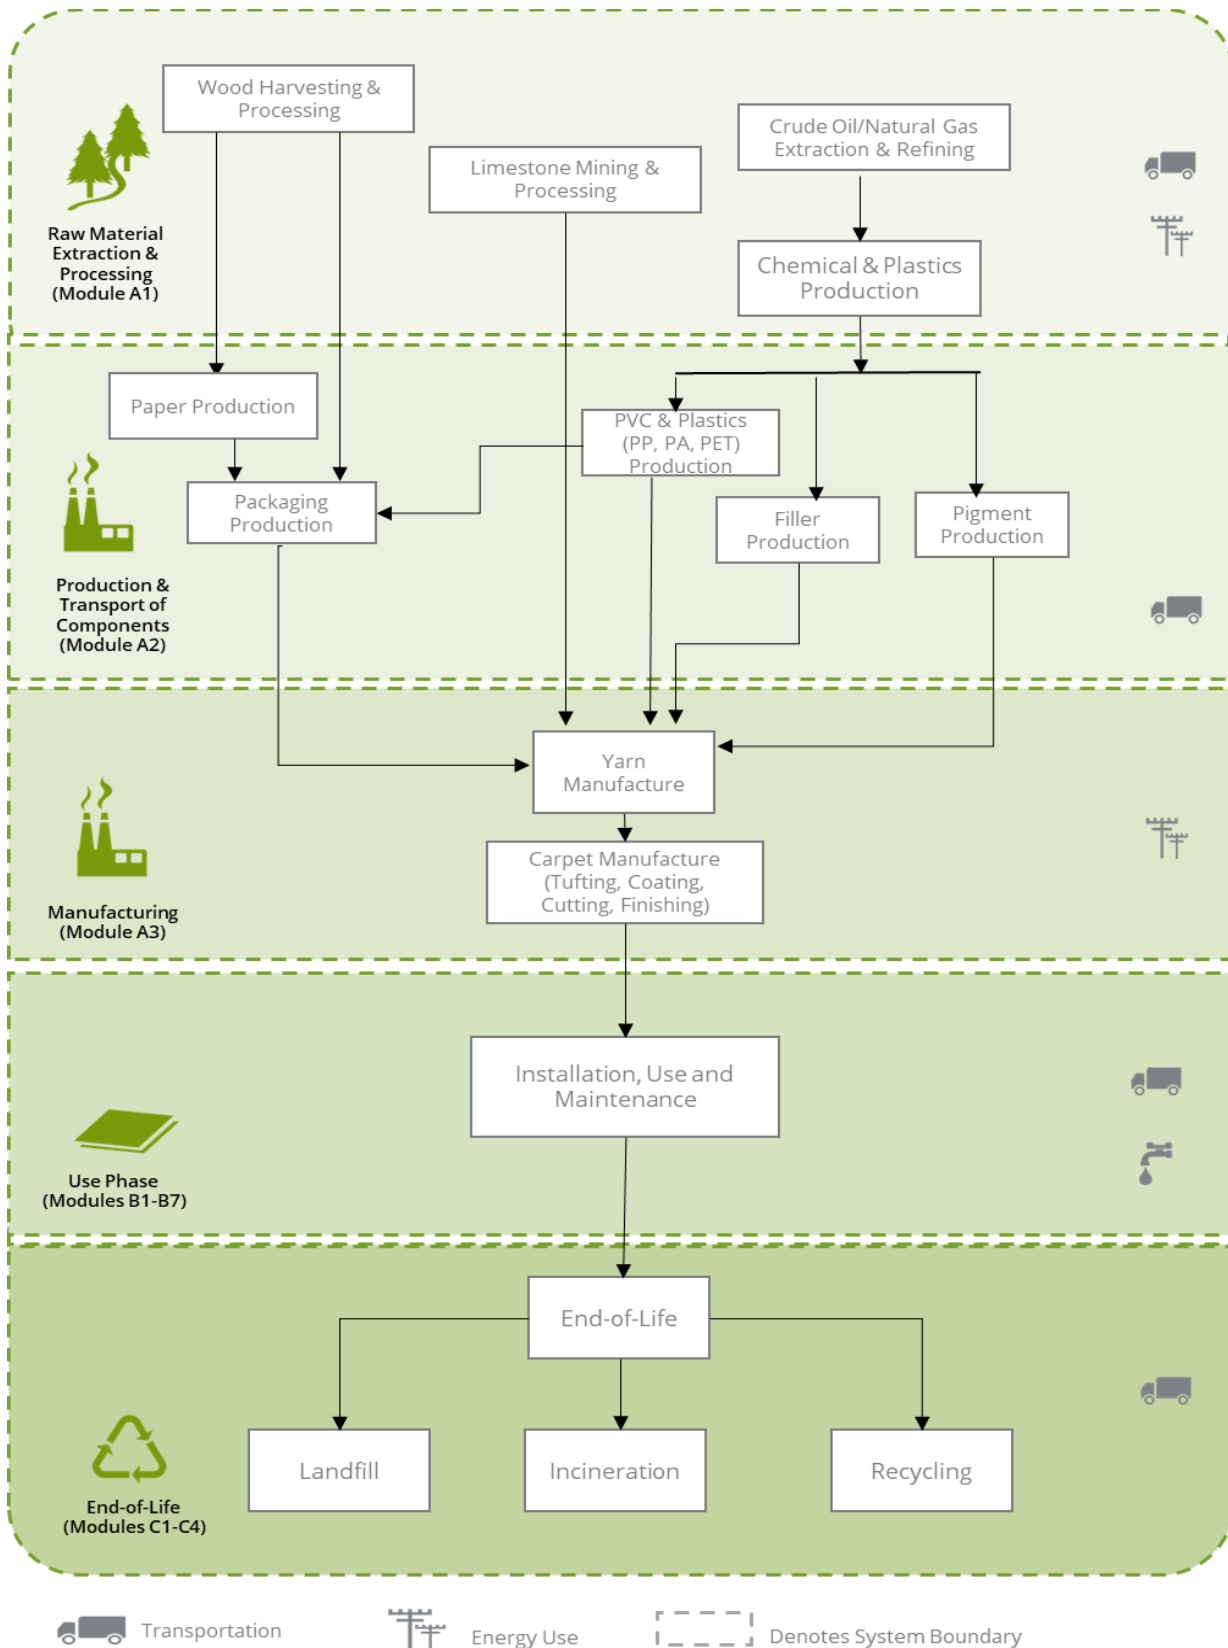 Wood Harvesting &
Processing
Crude Oil/Natural Gas
Extraction & Refining
Limestone Mining &
Processing
Raw Material
Extraction &
Processing
(Module A1)
Chemical & Plastics
Production
Paper Production
PVC & Plastics
(PP, PA, PET)
Production
Packaging
Production
Filler
Production
Pigment
Production
Production &
Transport of
Components
(Module A2)
Yarn
Manufacture
Carpet Manufacture
(Tufting, Coating,
Cutting, Finishing)
Manufacturing
(Module A3)
Installation, Use and
Maintenance
Use Phase
(Modules B1-B7)
End-of-Life
Landfill
Incineration
Recycling
End-of-Life
(Modules C1-C4)
Transportation
Energy Use
Denotes System Boundary